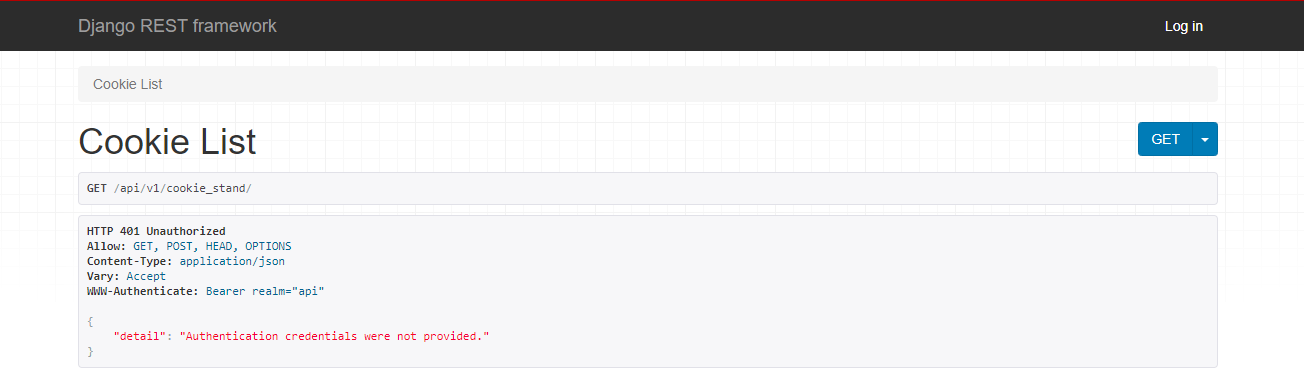 Django REST framework
Log in
Cookie List
Cookie List
GET
GET /api/v1/cookie_stand/
HTTP 401 Unauthorized
Allow: GET, POST, HEAD, OPTIONS
Content-Type: application/json
Vary: Accept
WWW-Authenticate: Bearer realm="api"
{
    "detail": "Authentication credentials were not provided."
}